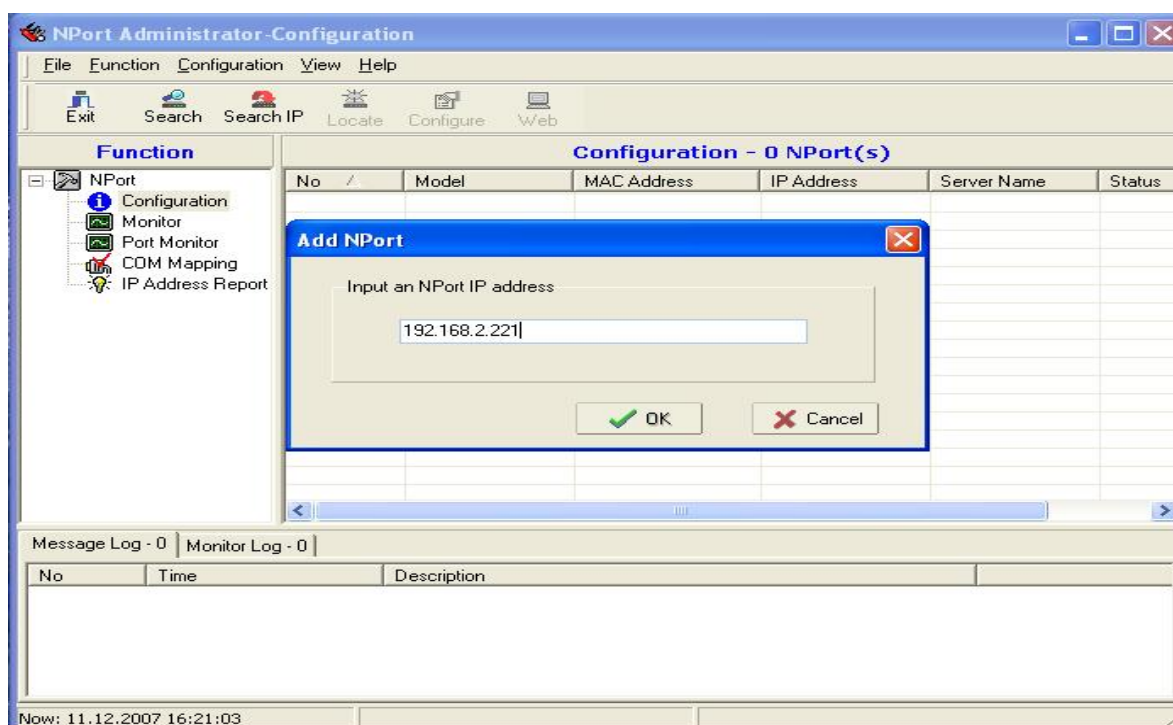 NPort Administrator-Configuration
File Function Configuration View Help
Exit Search Search IP Locate Configure Web
Function
Configuration - 0 NPort(s)
NPort
Configuration
Monitor
Port Monitor
COM Mapping
IP Address Report
No Model MAC Address IP Address Server Name Status
Add NPort
Input an NPort IP address
192.168.2.221
OK Cancel
Message Log - 0 Monitor Log - 0
No Time Description
Now: 11.12.2007 16:21:03